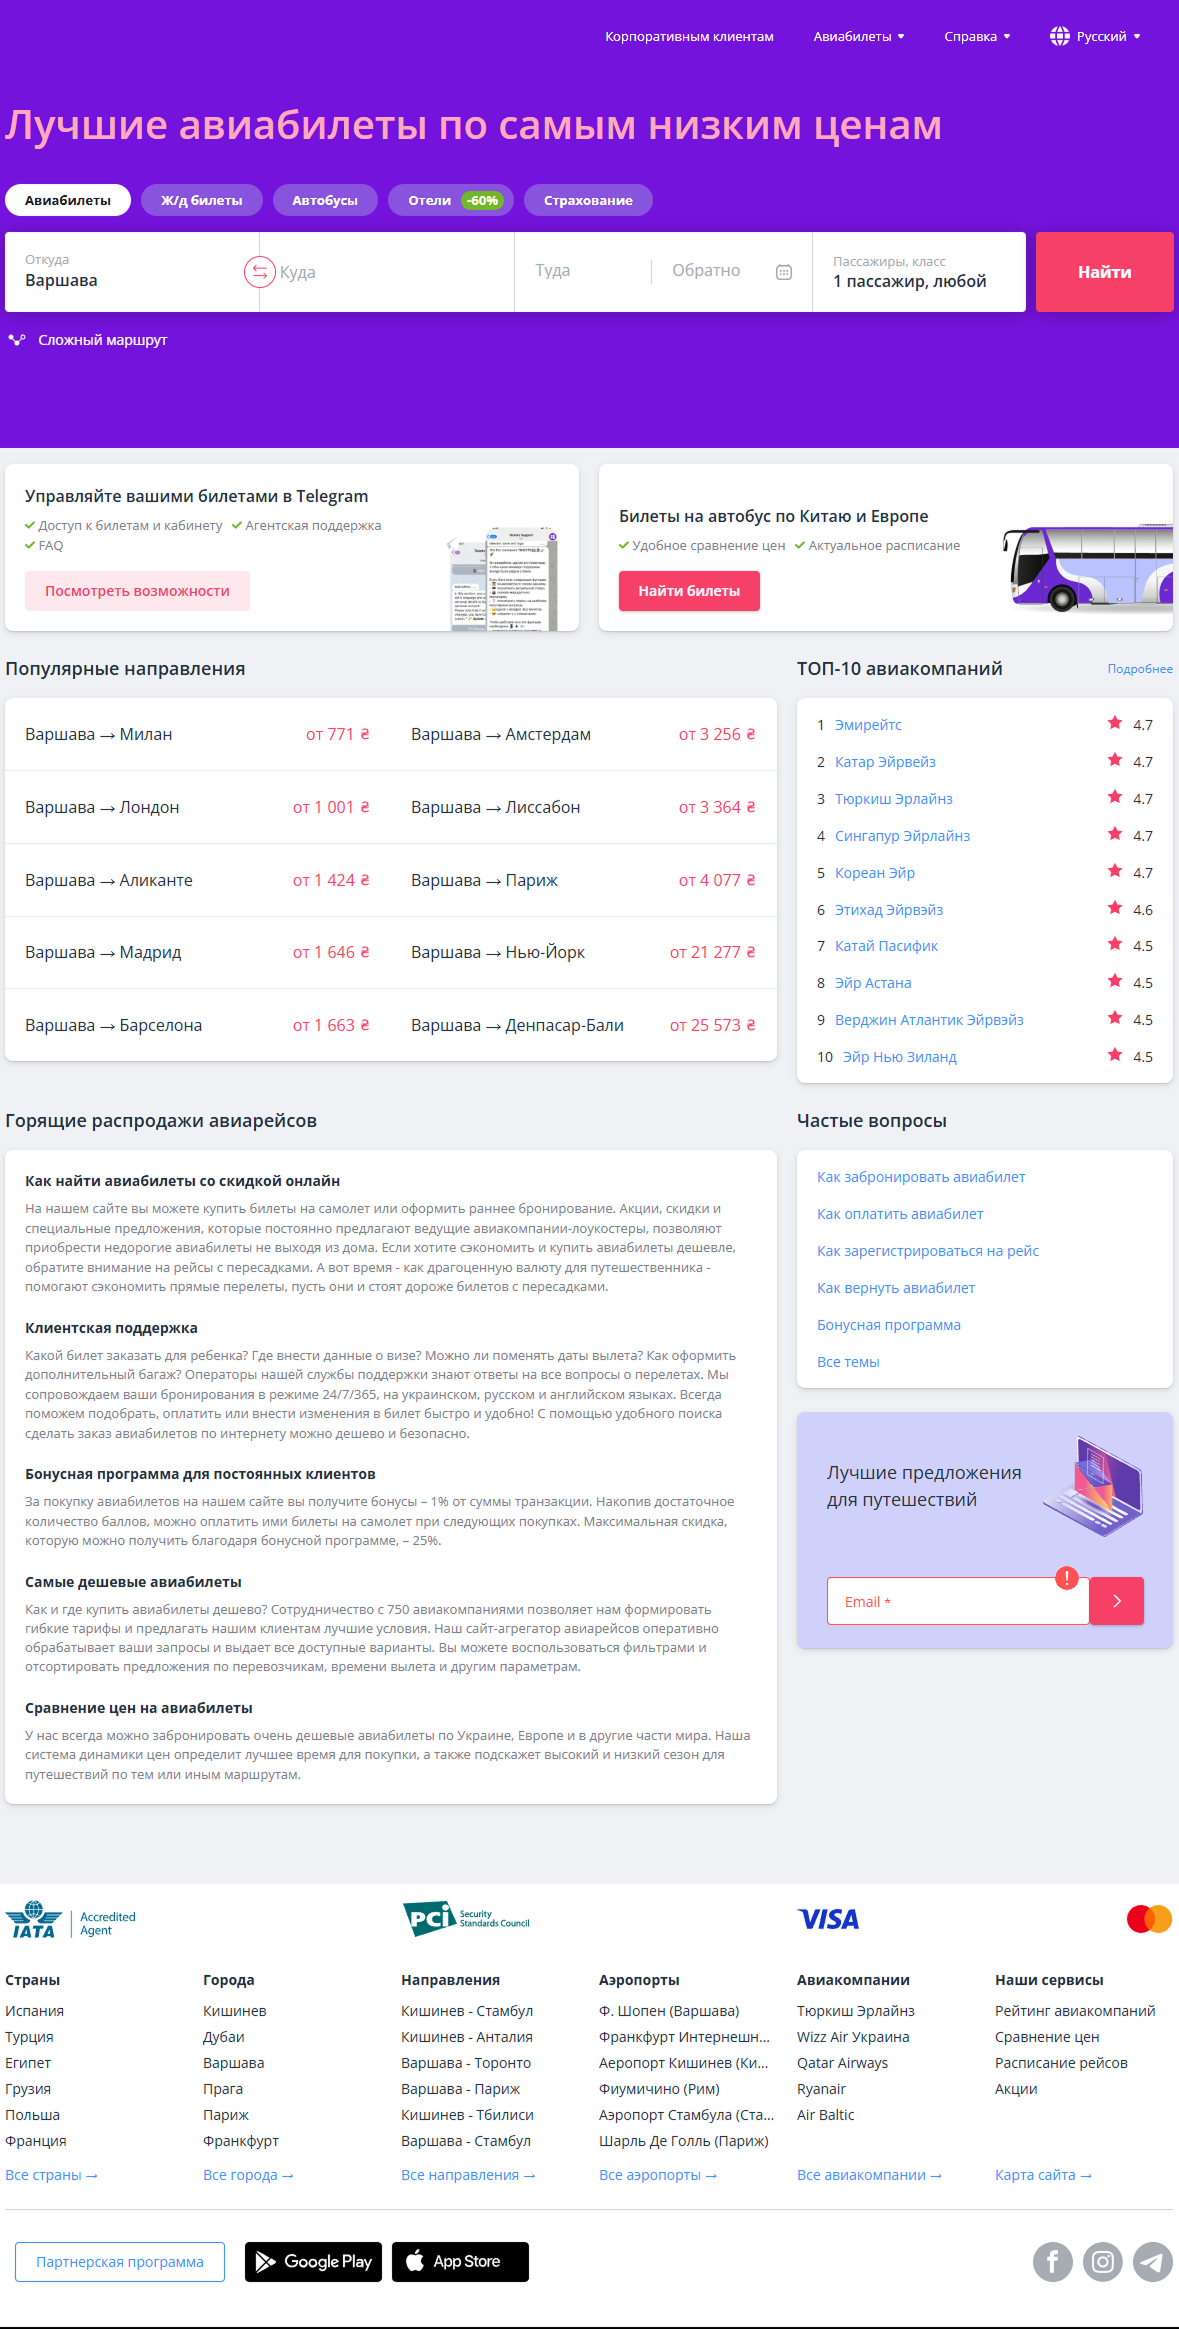 Корпоративным клиентам
Авиабилеты
Справка
Русский
Лучшие авиабилеты по самым низким ценам
Авиабилеты
Ж/д билеты
Автобусы
Отели -60%
Страхование
Откуда
Варшава
Куда
Туда
Обратно
Пассажиры, класс
1 пассажир, любой
Найти
Сложный маршрут
Управляйте вашими билетами в Telegram
Доступ к билетам и кабинету Агентская поддержка
FAQ
Посмотреть возможности
Билеты на автобус по Китаю и Европе
Удобное сравнение цен Актуальное расписание
Найти билеты
Популярные направления
Варшава → Милан от 771 ₴
Варшава → Амстердам от 3 256 ₴
Варшава → Лондон от 1 001 ₴
Варшава → Лиссабон от 3 364 ₴
Варшава → Аликанте от 1 424 ₴
Варшава → Париж от 4 077 ₴
Варшава → Мадрид от 1 646 ₴
Варшава → Нью-Йорк от 21 277 ₴
Варшава → Барселона от 1 663 ₴
Варшава → Денпасар-Бали от 25 573 ₴
ТОП-10 авиакомпаний
Подробнее
1 Эмирейтс 4.7
2 Катар Эйрвейз 4.7
3 Тюркиш Эрлайнз 4.7
4 Сингапур Эйрлайнз 4.7
5 Кореан Эйр 4.7
6 Этихад Эйрвэйз 4.6
7 Катай Пасифик 4.5
8 Эйр Астана 4.5
9 Верджин Атлантик Эйрвэйз 4.5
10 Эйр Нью Зиланд 4.5
Горящие распродажи авиарейсов
Как найти авиабилеты со скидкой онлайн
На нашем сайте вы можете купить билеты на самолет или оформить раннее бронирование. Акции, скидки и
специальные предложения, которые постоянно предлагают ведущие авиакомпании-лоукостеры, позволяют
приобрести недорогие авиабилеты не выходя из дома. Если хотите сэкономить и купить авиабилеты дешевле,
обратите внимание на рейсы с пересадками. А вот время - как драгоценную валюту для путешественника -
помогают сэкономить прямые перелеты, пусть они и стоят дороже билетов с пересадками.
Клиентская поддержка
Какой билет заказать для ребенка? Где внести данные о визе? Можно ли поменять даты вылета? Как оформить
дополнительный багаж? Операторы нашей службы поддержки знают ответы на все вопросы о перелетах. Мы
сопровождаем ваши бронирования в режиме 24/7/365, на украинском, русском и английском языках. Всегда
поможем подобрать, оплатить или внести изменения в билет быстро и удобно! С помощью удобного поиска
сделать заказ авиабилетов по интернету можно дешево и безопасно.
Бонусная программа для постоянных клиентов
За покупку авиабилетов на нашем сайте вы получите бонусы – 1% от суммы транзакции. Накопив достаточное
количество баллов, можно оплатить ими билеты на самолет при следующих покупках. Максимальная скидка,
которую можно получить благодаря бонусной программе, – 25%.
Самые дешевые авиабилеты
Как и где купить авиабилеты дешево? Сотрудничество с 750 авиакомпаниями позволяет нам формировать
гибкие тарифы и предлагать нашим клиентам лучшие условия. Наш сайт-агрегатор авиарейсов оперативно
обрабатывает ваши запросы и выдает все доступные варианты. Вы можете воспользоваться фильтрами и
отсортировать предложения по перевозчикам, времени вылета и другим параметрам.
Сравнение цен на авиабилеты
У нас всегда можно забронировать очень дешевые авиабилеты по Украине, Европе и в другие части мира. Наша
система динамики цен определит лучшее время для покупки, а также подскажет высокий и низкий сезон для
путешествий по тем или иным маршрутам.
Частые вопросы
Как забронировать авиабилет
Как оплатить авиабилет
Как зарегистрироваться на рейс
Как вернуть авиабилет
Бонусная программа
Все темы
Лучшие предложения
для путешествий
Email *
!
IATA Accredited
Agent
PCi Security
Standards Council
VISA
Страны
Испания
Турция
Египет
Грузия
Польша
Франция
Все страны →
Города
Кишинев
Дубаи
Варшава
Прага
Париж
Франкфурт
Все города →
Направления
Кишинев - Стамбул
Кишинев - Анталия
Варшава - Торонто
Варшава - Париж
Кишинев - Тбилиси
Варшава - Стамбул
Все направления →
Аэропорты
Ф. Шопен (Варшава)
Франкфурт Интернешн...
Аеропорт Кишинев (Ки...
Фиумичино (Рим)
Аэропорт Стамбула (Ста...
Шарль Де Голль (Париж)
Все аэропорты →
Авиакомпании
Тюркиш Эрлайнз
Wizz Air Украина
Qatar Airways
Ryanair
Air Baltic
Все авиакомпании →
Наши сервисы
Рейтинг авиакомпаний
Сравнение цен
Расписание рейсов
Акции
Карта сайта →
Партнерская программа
Google Play
App Store